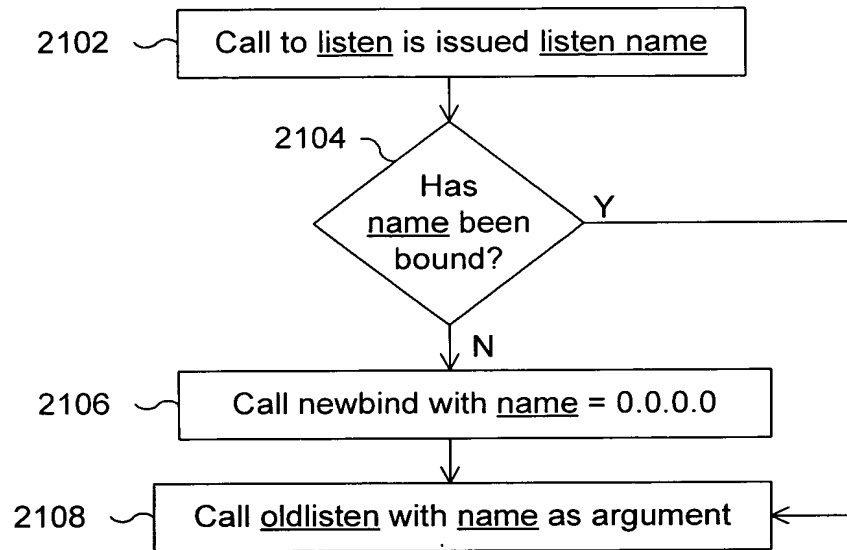 2102
Call to listen is issued listen name
2104
Has
name been
bound?
Y
N
2106
Call newbind with name = 0.0.0.0
2108
Call oldlisten with name as argument